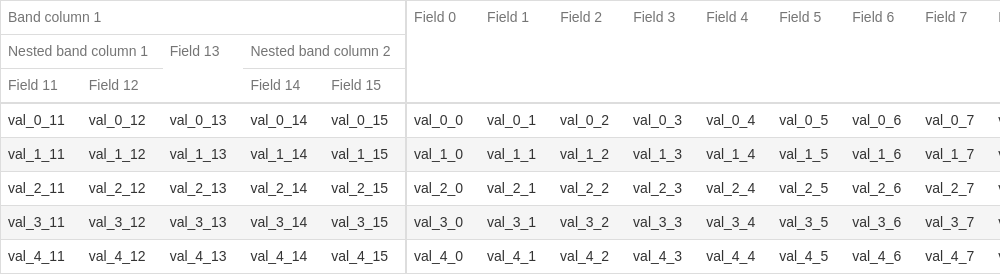 Band column 1 Field 0 Field 1 Field 2 Field 3 Field 4 Field 5 Field 6 Field 7
Nested band column 1 Field 13 Nested band column 2
Field 11 Field 12 Field 14 Field 15
val_0_11 val_0_12 val_0_13 val_0_14 val_0_15 val_0_0 val_0_1 val_0_2 val_0_3 val_0_4 val_0_5 val_0_6 val_0_7
val_1_11 val_1_12 val_1_13 val_1_14 val_1_15 val_1_0 val_1_1 val_1_2 val_1_3 val_1_4 val_1_5 val_1_6 val_1_7
val_2_11 val_2_12 val_2_13 val_2_14 val_2_15 val_2_0 val_2_1 val_2_2 val_2_3 val_2_4 val_2_5 val_2_6 val_2_7
val_3_11 val_3_12 val_3_13 val_3_14 val_3_15 val_3_0 val_3_1 val_3_2 val_3_3 val_3_4 val_3_5 val_3_6 val_3_7
val_4_11 val_4_12 val_4_13 val_4_14 val_4_15 val_4_0 val_4_1 val_4_2 val_4_3 val_4_4 val_4_5 val_4_6 val_4_7